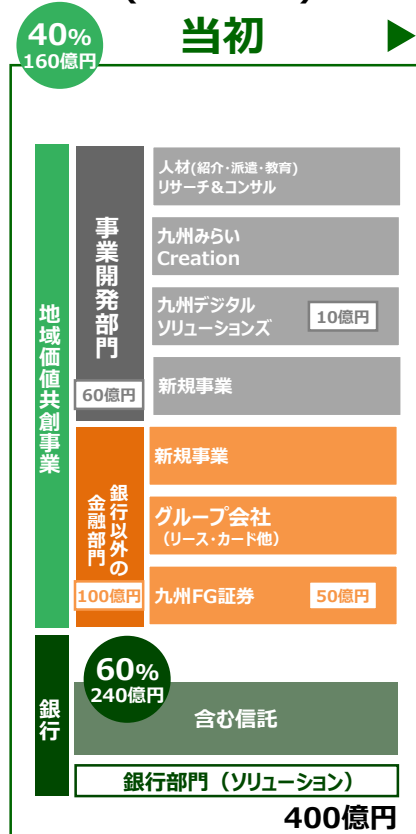 40%
160億円
当初
地域価値共創事業
事業開発部門
60億円
人材(紹介・派遣・教育)
リサーチ＆コンサル
九州みらい
Creation
九州デジタル
ソリューションズ
10億円
新規事業
銀行以外の
金融部門
100億円
新規事業
グループ会社
（リース・カード他）
九州FG証券
50億円
銀行
60%
240億円
含む信託
銀行部門（ソリューション）
400億円